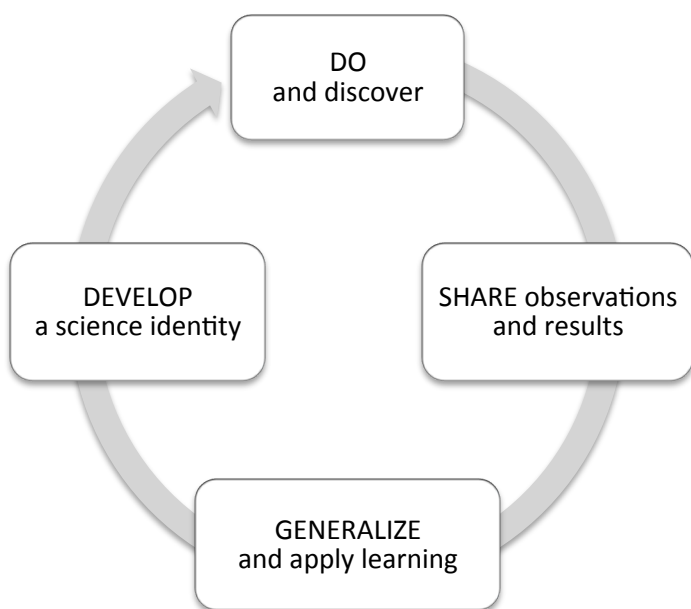 DO
and discover
SHARE observations
and results
GENERALIZE
and apply learning
DEVELOP
a science identity